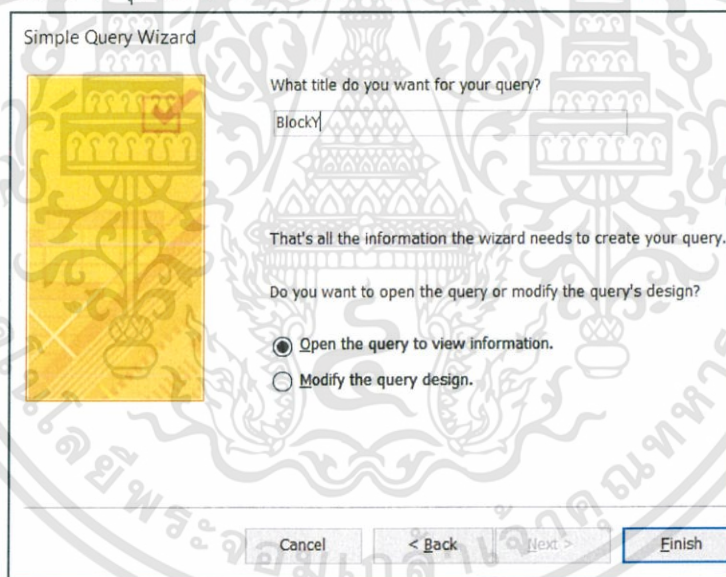 Simple Query Wizard
What title do you want for your query?
BlockY
That's all the information the wizard needs to create your query.
Do you want to open the query or modify the query's design?
Open the query to view information.
Modify the query design.
Cancel
< Back
Next >
Finish